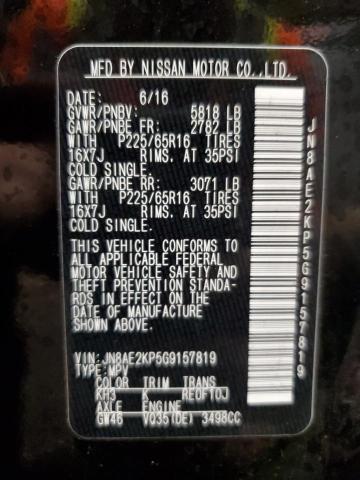 MFD BY NISSAN MOTOR CO.,LTD.
DATE: 6/16
GVWR/PNBV: 5818 LB
GAWR/PNBE FR: 2782 LB
WITH P225/65R16 TIRES
16X7J RIMS, AT 35PSI
COLD SINGLE.
GAWR/PNBE RR: 3071 LB
WITH P225/65R16 TIRES
16X7J RIMS, AT 35PSI
COLD SINGLE.
THIS VEHICLE CONFORMS TO
ALL APPLICABLE FEDERAL
MOTOR VEHICLE SAFETY AND
THEFT PREVENTION STANDA-
RDS IN EFFECT ON THE
DATE OF MANUFACTURE
SHOWN ABOVE.
VIN: JN8AE2KP5G9157819
TYPE: MPV
COLOR TRIM TRANS
KH3 K RE0FT0J
AXLE ENGINE
GW46 VQ35(DE) 3498CC
JN8AE2KP5G9157819